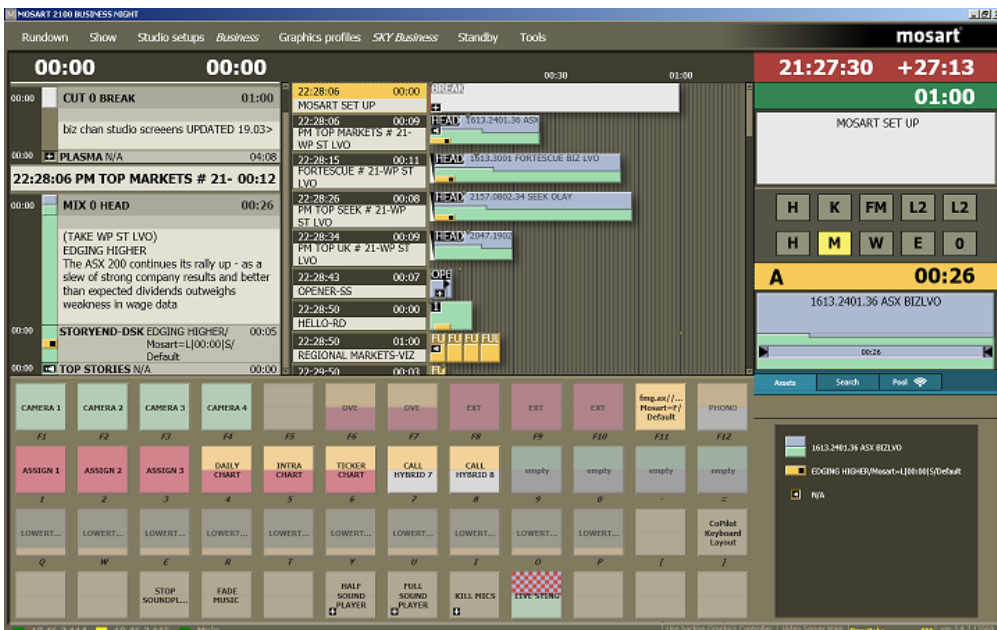 MOSART 2100 BUSINESS NIGHT
Rundown Show Studio setups Business Graphics profiles SKY Business Standby Tools
mosart
00:00 00:00
00:30 01:00
21:27:30 +27:13
01:00
MOSART SET UP
00:00 CUT 0 BREAK 01:00
biz chan studio screeens UPDATED 19.03>
00:00 PLASMA N/A 04:08
22:28:06 PM TOP MARKETS # 21- 00:12
00:00 MIX 0 HEAD 00:26
(TAKE WP ST LVO)
EDGING HIGHER
The ASX 200 continues its rally up - as a
slew of strong company results and better
than expected dividends outweighs
weakness in wage data
00:00 STORYEND-DSK EDGING HIGHER/ 00:05
Mosart=L|00:00|S/
Default
00:00 TOP STORIES N/A 00:00
22:28:06 00:00 BREAK
MOSART SET UP
22:28:06 00:09 HEAD 1613.2401.36 ASX
PM TOP MARKETS # 21-
WP ST LVO
22:28:15 00:11 HEAD 1613.3001 FORTESCUE BIZ LVO
FORTESCUE # 21-WP ST
LVO
22:28:26 00:08 HEAD 2157.0802.34 SEEK OLAY
PM TOP SEEK # 21-WP
ST LVO
22:28:34 00:09 HEAD 2047.1902
PM TOP UK # 21-WP ST
LVO
22:28:43 00:07 OPE
OPENER-SS
22:28:50 00:00 1
HELLO-RD
22:28:50 01:00 FU FU FU FUL
REGIONAL MARKETS-VIZ
22:29:50 00:03 FU
H K FM L2 L2
H M W E 0
A 00:26
1613.2401.36 ASX BIZLVO
00:26
Assets Search Pool
1613.2401.36 ASX BIZLVO
EDGING HIGHER/Mosart=L|00:00|S/Default
N/A
CAMERA 1 CAMERA 2 CAMERA 3 CAMERA 4 DVE DVE EXT EXT EXT fmg.ax//... Mosart=F/ Default PHONO
F1 F2 F3 F4 F5 F6 F7 F8 F9 F10 F11 F12
ASSIGN 1 ASSIGN 2 ASSIGN 3 DAILY CHART INTRA CHART TICKER CHART CALL HYBRID 7 CALL HYBRID 8 empty empty empty empty
1 2 3 4 5 6 7 8 9 0 - =
LOWERT... LOWERT... LOWERT... LOWERT... LOWERT... LOWERT... LOWERT... LOWERT... LOWERT... LOWERT... CoPilot Keyboard Layout
Q W E R T Y U I O P [ ]
STOP SOUNDPL... FADE MUSIC HALF SOUND PLAYER FULL SOUND PLAYER KILL MICS LIVE STING